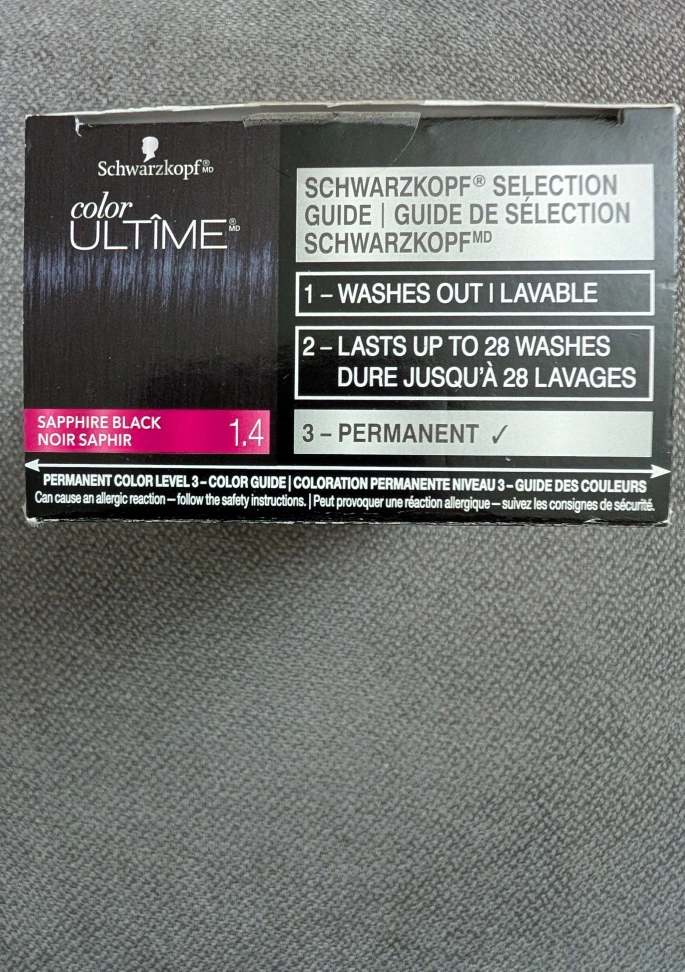 Schwarzkopf® MD
color
ULTÎME® MD
SAPPHIRE BLACK
NOIR SAPHIR
1.4
SCHWARZKOPF® SELECTION
GUIDE | GUIDE DE SÉLECTION
SCHWARZKOPF MD
1 – WASHES OUT I LAVABLE
2 – LASTS UP TO 28 WASHES
DURE JUSQU'À 28 LAVAGES
3 – PERMANENT ✓
PERMANENT COLOR LEVEL 3 – COLOR GUIDE | COLORATION PERMANENTE NIVEAU 3 – GUIDE DES COULEURS
Can cause an allergic reaction — follow the safety instructions. | Peut provoquer une réaction allergique — suivez les consignes de sécurité.